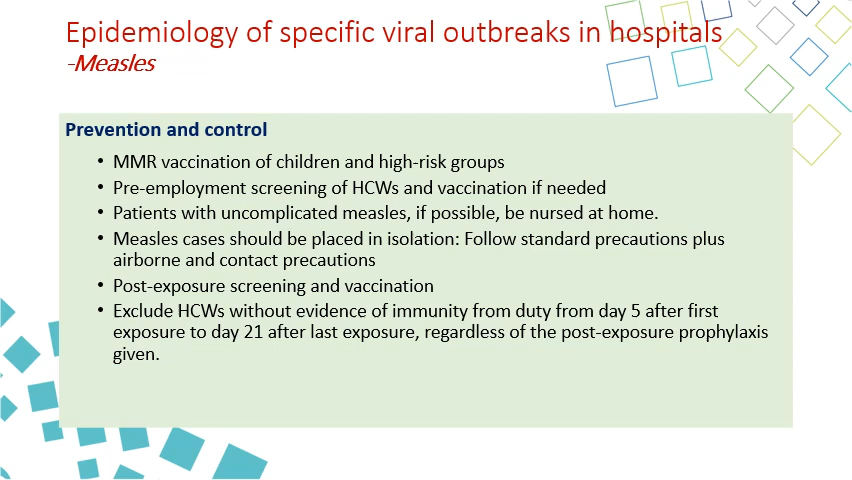 Epidemiology of specific viral outbreaks in hospitals
-Measles
Prevention and control
• MMR vaccination of children and high-risk groups
• Pre-employment screening of HCWs and vaccination if needed
• Patients with uncomplicated measles, if possible, be nursed at home.
• Measles cases should be placed in isolation: Follow standard precautions plus
airborne and contact precautions
• Post-exposure screening and vaccination
• Exclude HCWs without evidence of immunity from duty from day 5 after first
exposure to day 21 after last exposure, regardless of the post-exposure prophylaxis
given.